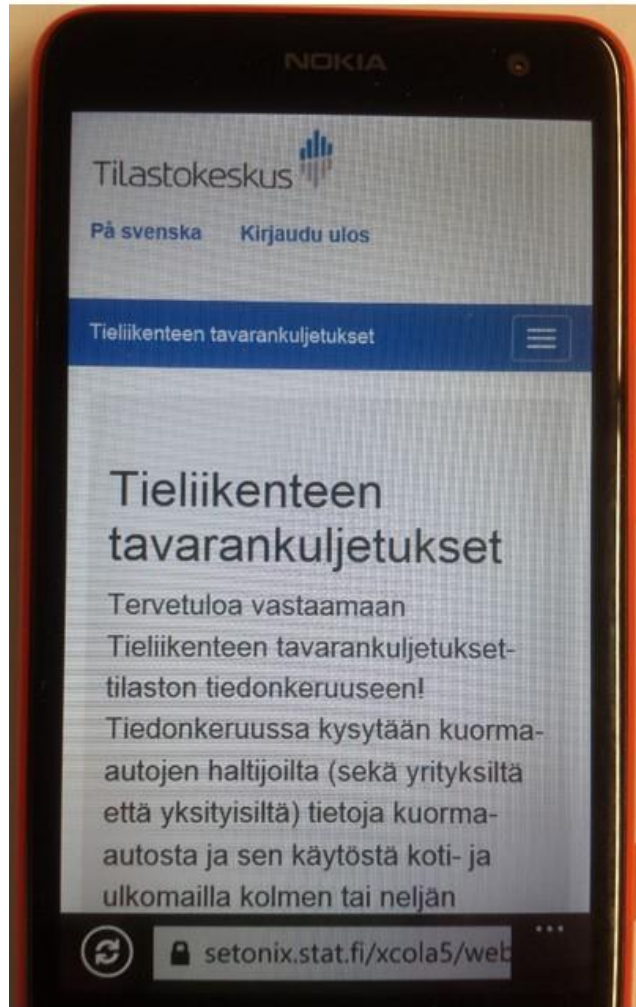 NOKIA
Tilastokeskus
På svenska Kirjaudu ulos
Tieliikenteen tavarankuljetukset
Tieliikenteen
tavarankuljetukset
Tervetuloa vastaamaan
Tieliikenteen tavarankuljetukset-
tilaston tiedonkeruuseen!
Tiedonkeruussa kysytään kuorma-
autojen haltijoilta (sekä yrityksiltä
että yksityisiltä) tietoja kuorma-
autosta ja sen käytöstä koti- ja
ulkomailla kolmen tai neljän
setonix.stat.fi/xcola5/web
...